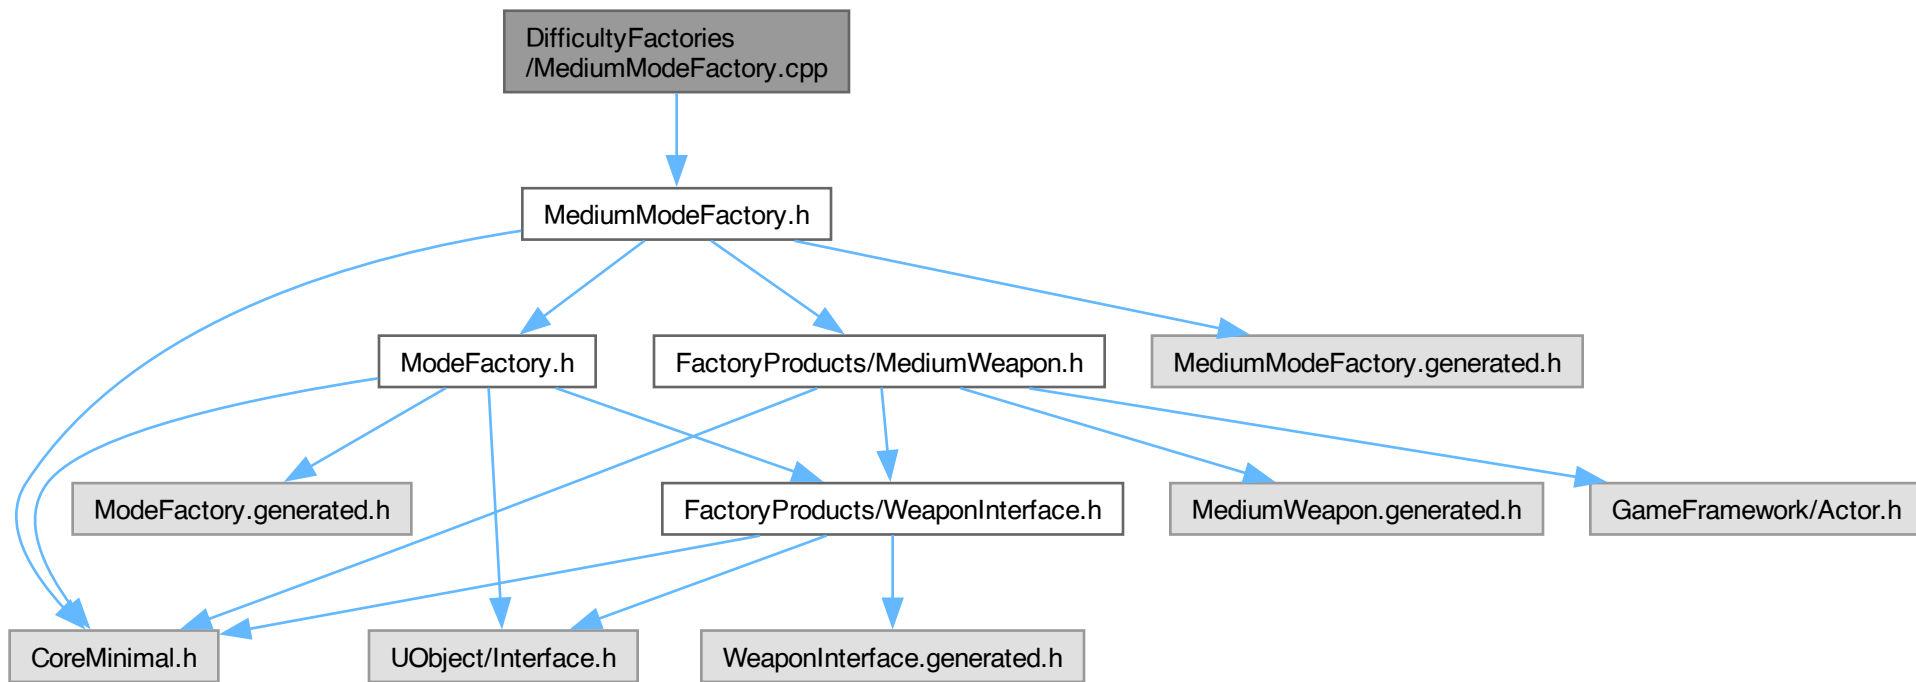 DifficultyFactories
/MediumModeFactory.cpp
MediumModeFactory.h
ModeFactory.h
FactoryProducts/MediumWeapon.h
MediumModeFactory.generated.h
ModeFactory.generated.h
FactoryProducts/WeaponInterface.h
MediumWeapon.generated.h
GameFramework/Actor.h
CoreMinimal.h
UObject/Interface.h
WeaponInterface.generated.h